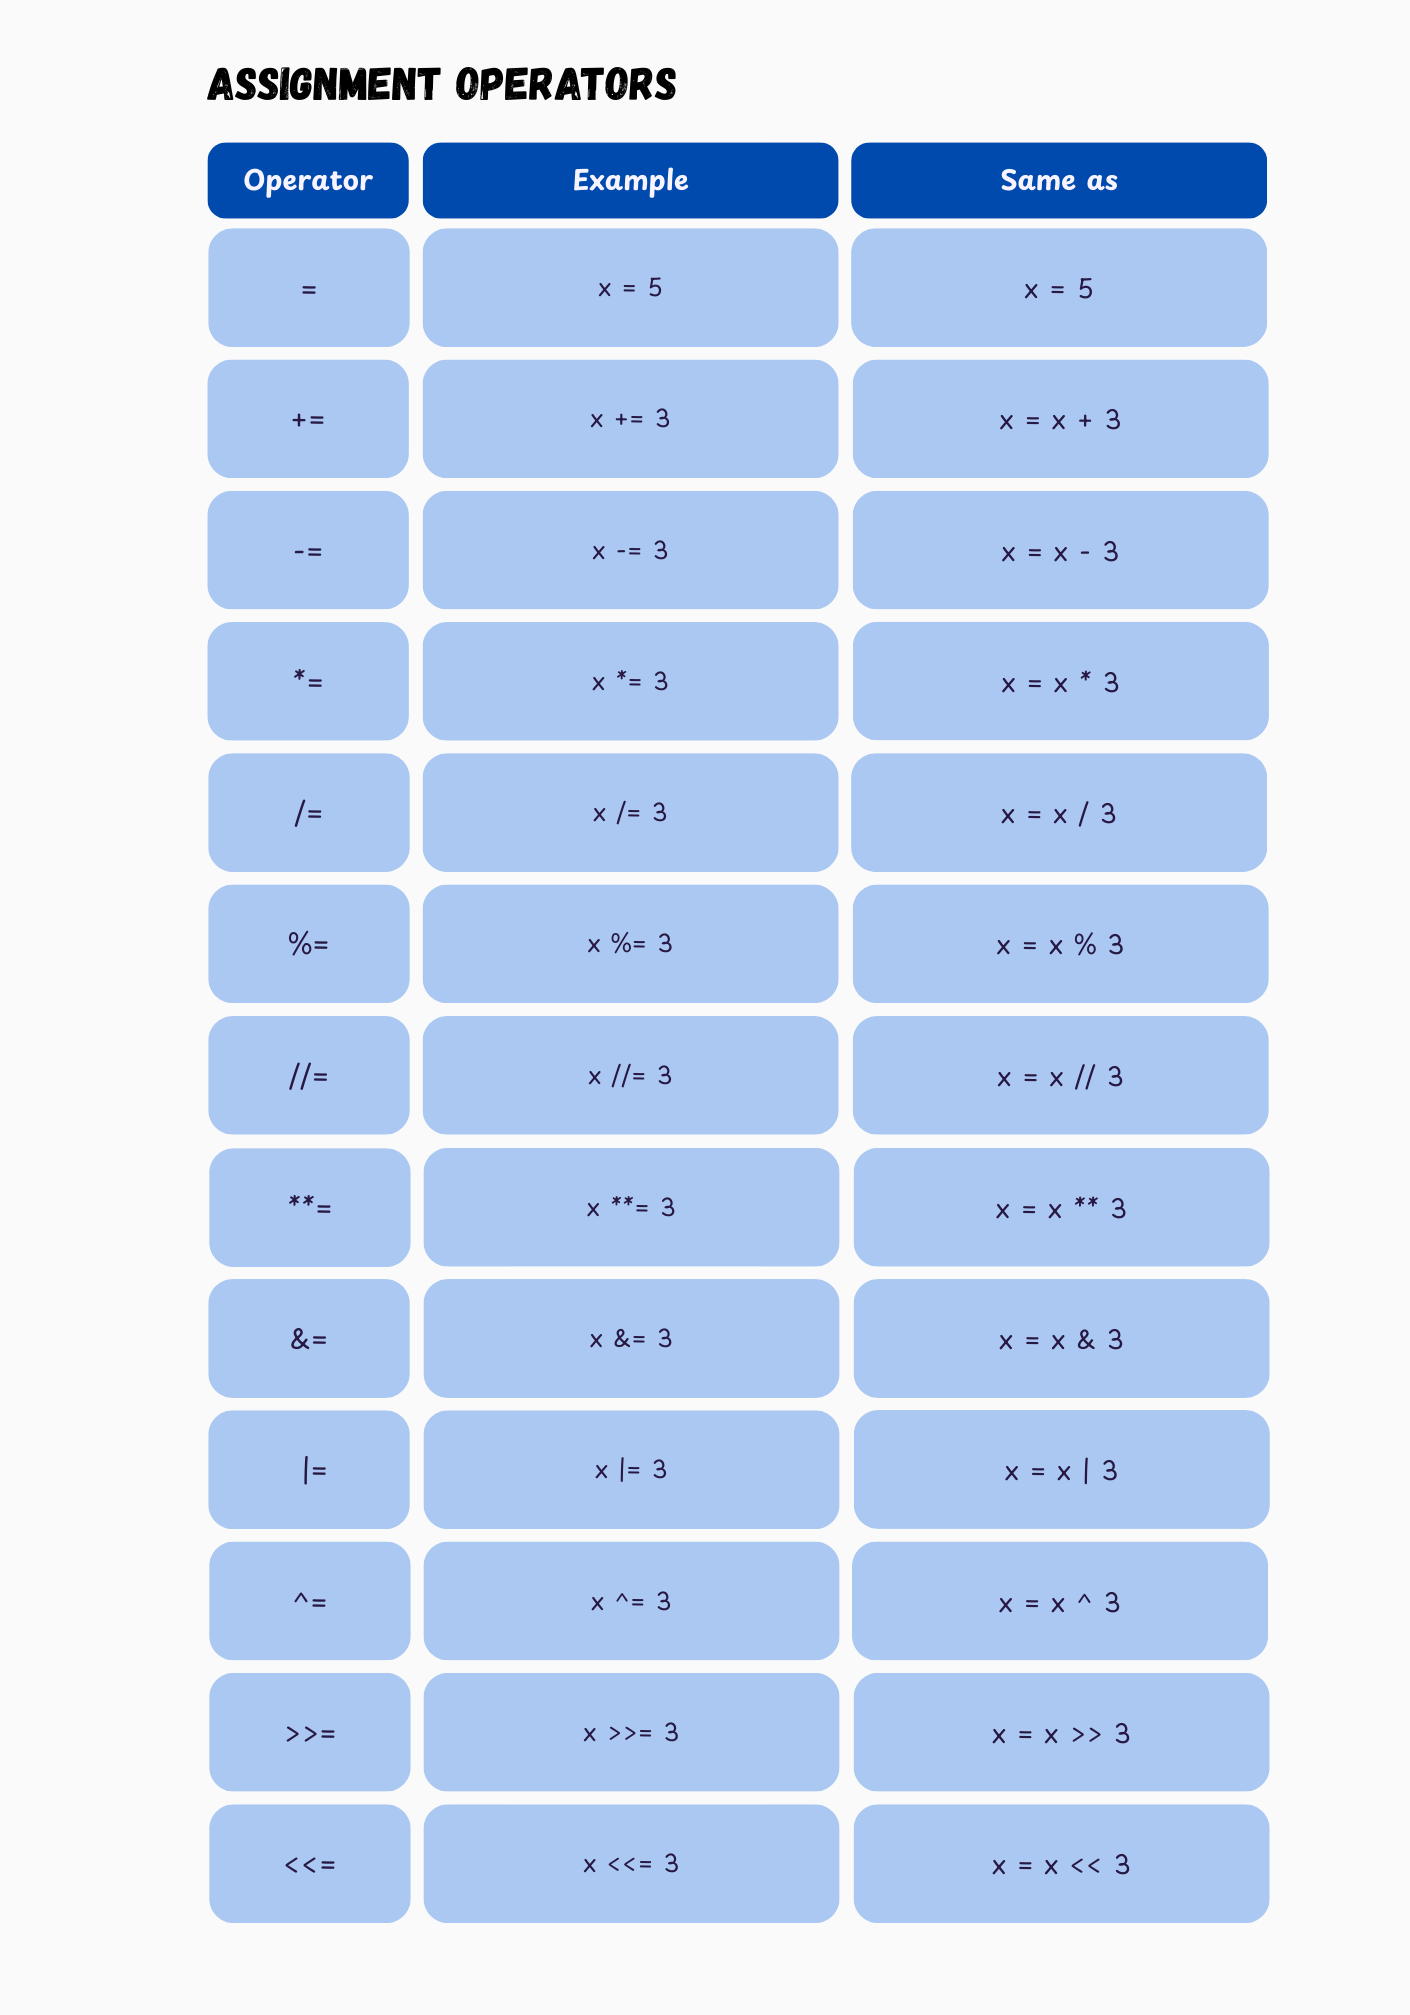 ASSIGNMENT OPERATORS
Operator Example Same as
= x = 5 x = 5
+= x += 3 x = x + 3
-= x -= 3 x = x - 3
*= x *= 3 x = x * 3
/= x /= 3 x = x / 3
%= x %= 3 x = x % 3
//= x //= 3 x = x // 3
**= x **= 3 x = x ** 3
&= x &= 3 x = x & 3
|= x |= 3 x = x | 3
^= x ^= 3 x = x ^ 3
>>= x >>= 3 x = x >> 3
<<= x <<= 3 x = x << 3